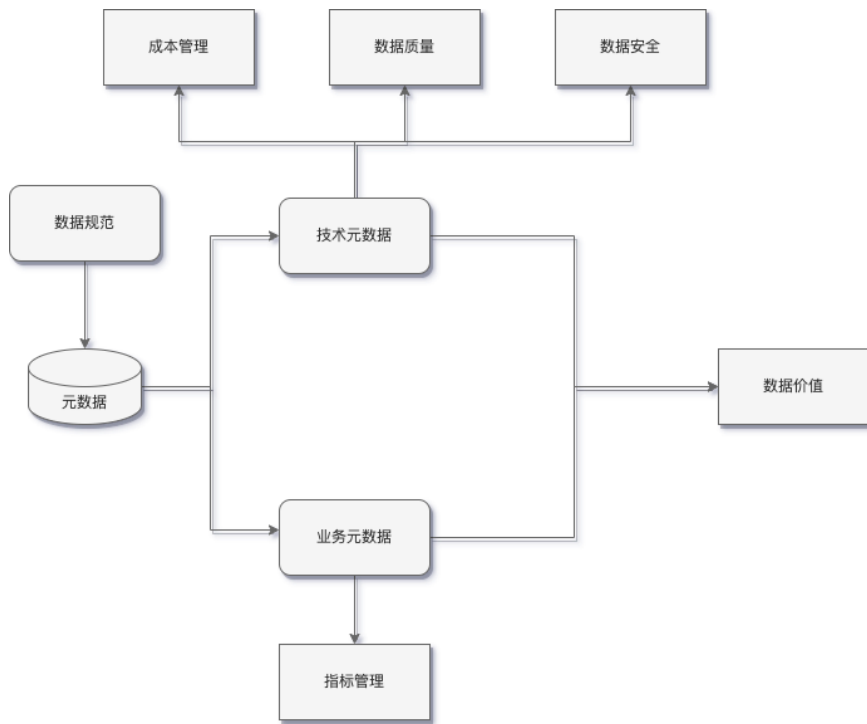 成本管理
数据质量
数据安全
数据规范
技术元数据
元数据
数据价值
业务元数据
指标管理